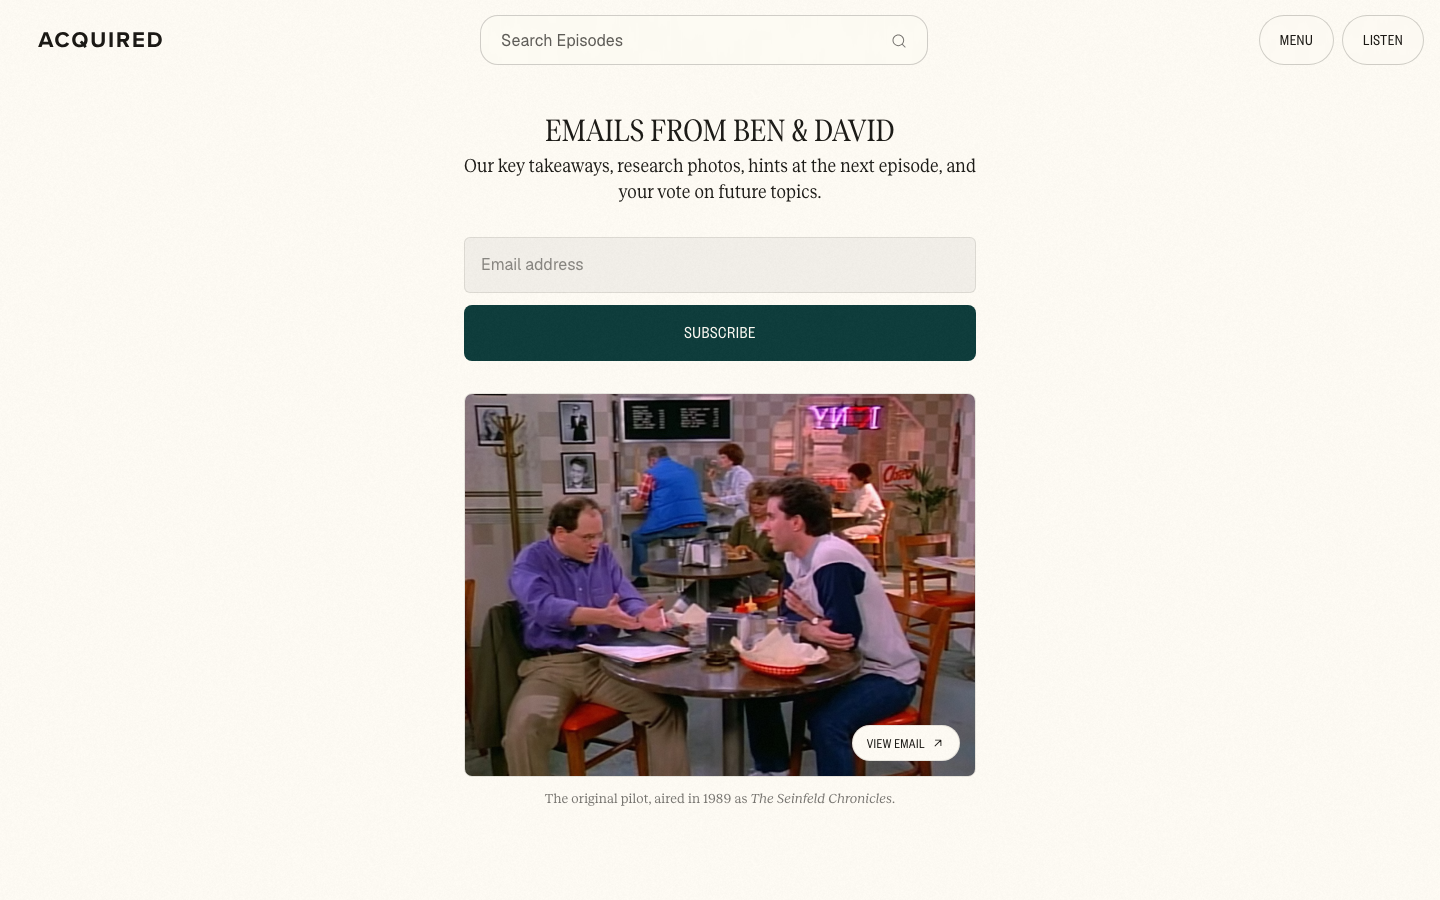 ACQUIRED
Search Episodes
MENU
LISTEN
EMAILS FROM BEN & DAVID
Our key takeaways, research photos, hints at the next episode, and
your vote on future topics.
Email address
SUBSCRIBE
VIEW EMAIL
The original pilot, aired in 1989 as The Seinfeld Chronicles.